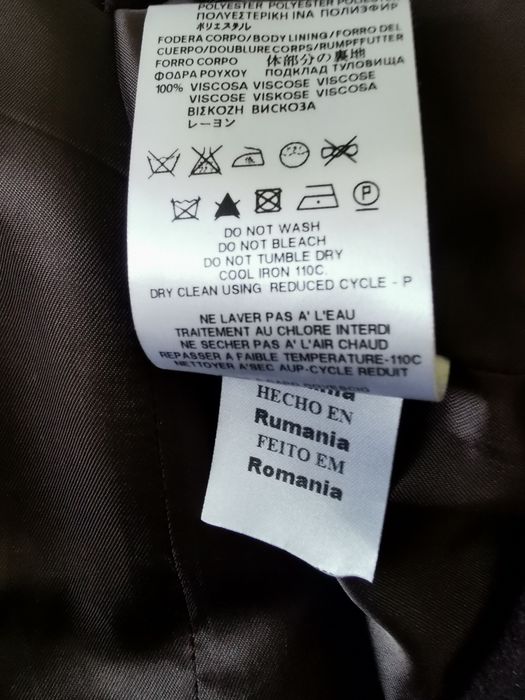 POLYESTER POLYESTER POLIESTER
ΠΟΛΥΕΣΤΕΡΙΚΗ ΙΝΑ ПОЛИЭФИР
ポリエステル
FODERA CORPO/BODY LINING/FORRO DEL
CUERPO/DOUBLURE CORPS/RUMPFFUTTER
FORRO CORPO 体部分の裏地
ΦΟΔΡΑ ΡΟΥΧΟΥ ПОДКЛАД ТУЛОВИЩА
100% VISCOSA VISCOSE VISCOSE
VISCOSE VISKOSE VISCOSA
ΒΙΣΚΟΖΗ ВИСКОЗА
レーヨン
P
DO NOT WASH
DO NOT BLEACH
DO NOT TUMBLE DRY
COOL IRON 110C.
DRY CLEAN USING REDUCED CYCLE - P
NE LAVER PAS A' L'EAU
TRAITEMENT AU CHLORE INTERDI
NE SECHER PAS A' L'AIR CHAUD
REPASSER A FAIBLE TEMPERATURE-110C
NETTOYER A'SEC AUP-CYCLE REDUIT
HECHO EN
Rumania
FEITO EM
Romania